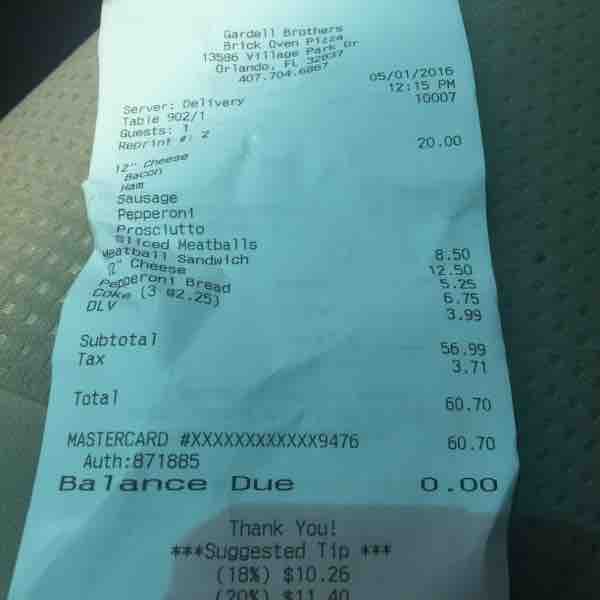 Gardell Brothers
Brick Oven Pizza
13586 Village Park Dr
Orlando, FL 32837
407.704.6867
05/01/2016
Server: Delivery 12:15 PM
Table 902/1 10007
Guests: 1
Reprint #: 2
12" Cheese 20.00
Bacon
Ham
Sausage
Pepperoni
Prosciutto
Sliced Meatballs
Meatball Sandwich 8.50
12" Cheese 12.50
Pepperoni Bread 5.25
Coke (3 @2.25) 6.75
DLV 3.99
Subtotal 56.99
Tax 3.71
Total 60.70
MASTERCARD #XXXXXXXXXXXX9476 60.70
Auth:871885
Balance Due 0.00
Thank You!
***Suggested Tip ***
(18%) $10.26
(20%) $11.40